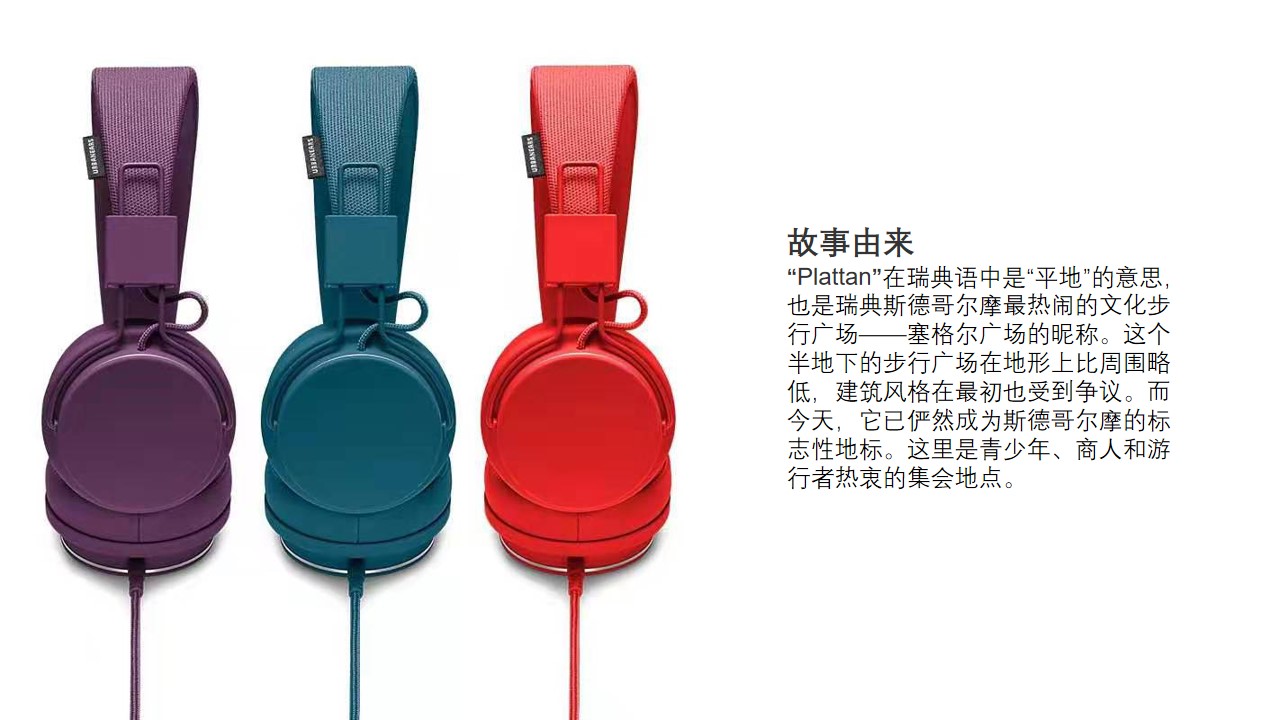 URBANEARS
URBANEARS
URBANEARS
故事由来
“Plattan”在瑞典语中是“平地”的意思,
也是瑞典斯德哥尔摩最热闹的文化步
行广场——塞格尔广场的昵称。这个
半地下的步行广场在地形上比周围略
低，建筑风格在最初也受到争议。而
今天，它已俨然成为斯德哥尔摩的标
志性地标。这里是青少年、商人和游
行者热衷的集会地点。